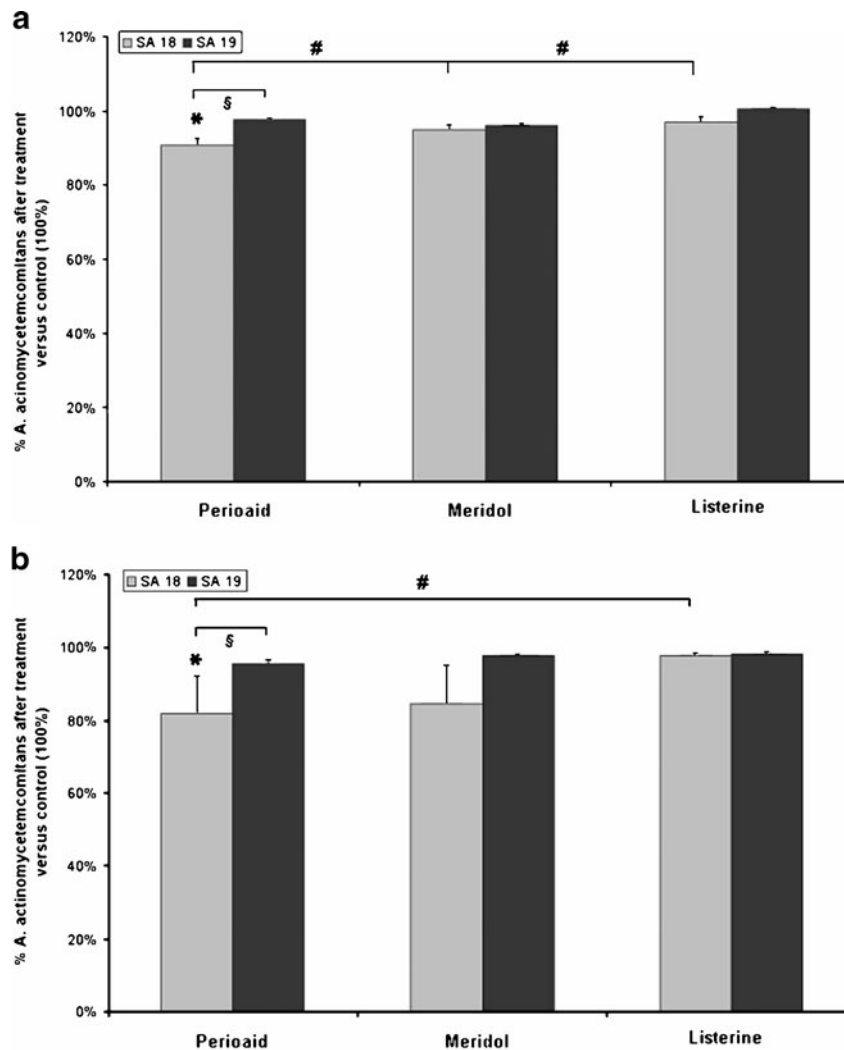 a
120%
SA 18 SA 19
#
#
§
*
100%
80%
60%
40%
20%
0%
% A. acinomycetemcomitans after treatment
versus control (100%)
Perioaid Meridol Listerine
b
120%
SA 18 SA 19
#
§
*
100%
80%
60%
40%
20%
0%
% A. actinomycetemcomitans after treatment
versus control (100%)
Perioaid Meridol Listerine